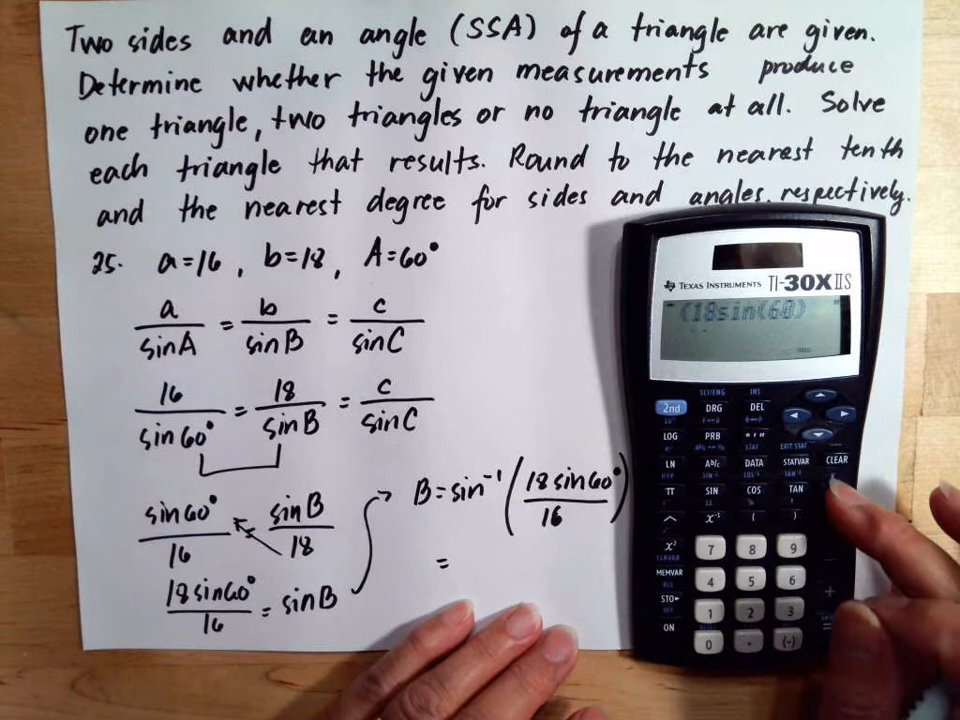 Two sides and an angle (SSA) of a triangle are given.
Determine whether the given measurements produce
one triangle, two triangles or no triangle at all. Solve
each triangle that results. Round to the nearest tenth
and the nearest degree for sides and angles, respectively.
25. a=16, b=18, A=60°
a/sinA = b/sinB = c/sinC
16/sin60° = 18/sinB = c/sinC
sin60°/16 = sinB/18
18sin60°/16 = sinB
B=sin⁻¹(18sin60°/16)
=
TEXAS INSTRUMENTS TI-30X IIS
(18sin(60)
2nd DRG DEL
LOG PRB
LN Ab/c DATA STATVAR CLEAR
π SIN COS TAN
^ x⁻¹ ( )
x² 7 8 9
MEMVAR 4 5 6
STO▸ 1 2 3
ON 0 . (-)